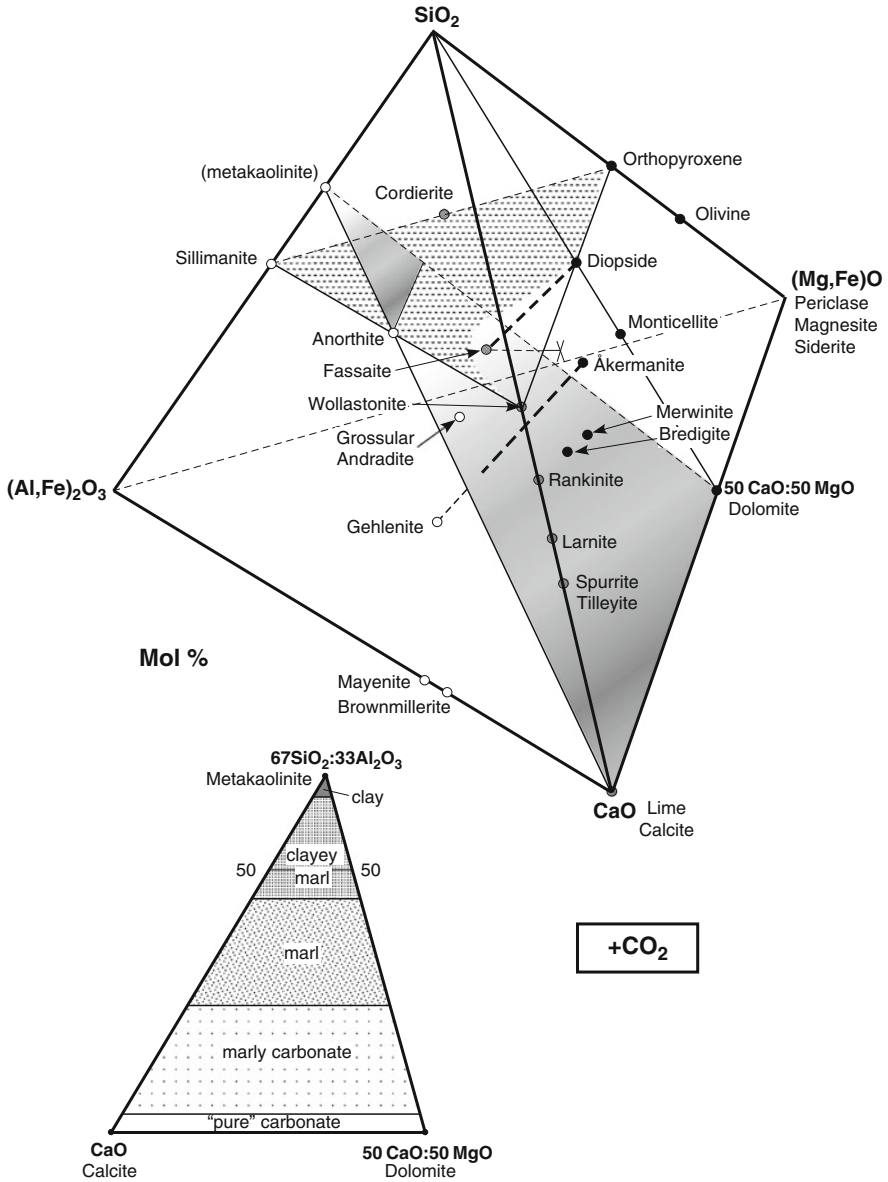 SiO2
Orthopyroxene
(metakaolinite)
Cordierite
Olivine
Sillimanite
Diopside
(Mg,Fe)O
Periclase
Magnesite
Siderite
Monticellite
Anorthite
Fassaite
Åkermanite
Wollastonite
Merwinite
Bredigite
Grossular
Andradite
(Al,Fe)2O3
Rankinite
50 CaO:50 MgO
Dolomite
Gehlenite
Larnite
Spurrite
Tilleyite
Mol %
Mayenite
Brownmillerite
CaO Lime
Calcite
67SiO2:33Al2O3
Metakaolinite
clay
clayey
50 50
marl
marl
+CO2
marly carbonate
“pure” carbonate
CaO
Calcite
50 CaO:50 MgO
Dolomite